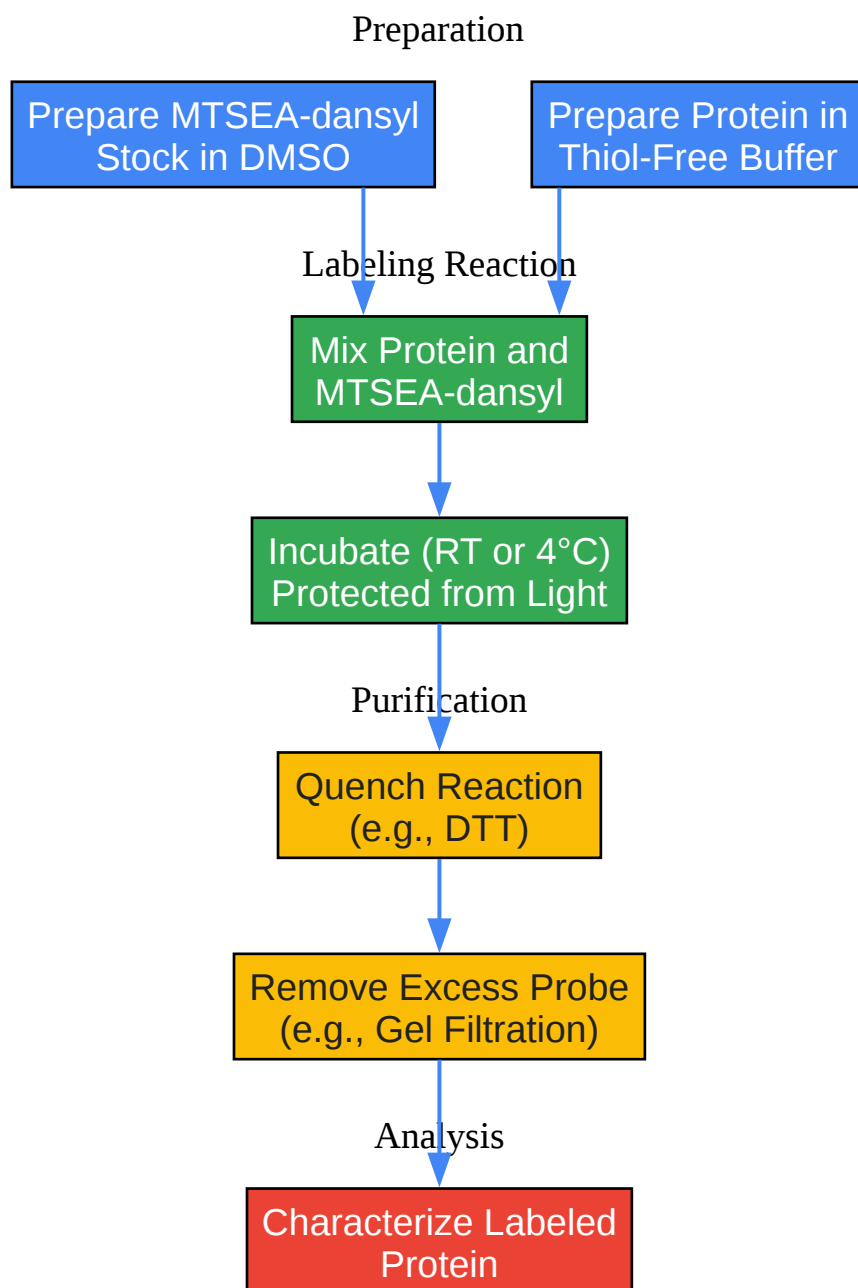 Preparation
Prepare MTSEA-dansyl
Stock in DMSO
Prepare Protein in
Thiol-Free Buffer
Labeling Reaction
Mix Protein and
MTSEA-dansyl
Incubate (RT or 4°C)
Protected from Light
Purification
Quench Reaction
(e.g., DTT)
Remove Excess Probe
(e.g., Gel Filtration)
Analysis
Characterize Labeled
Protein